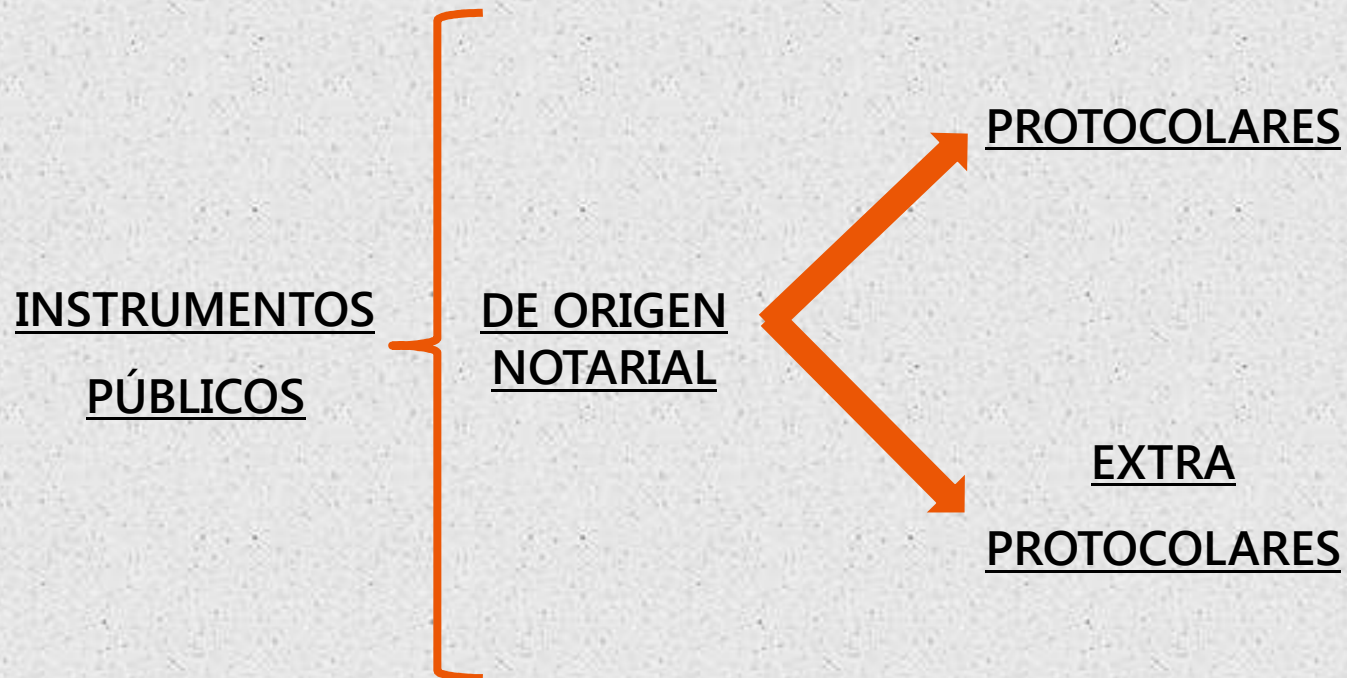 INSTRUMENTOS
PÚBLICOS
DE ORIGEN
NOTARIAL
PROTOCOLARES
EXTRA
PROTOCOLARES